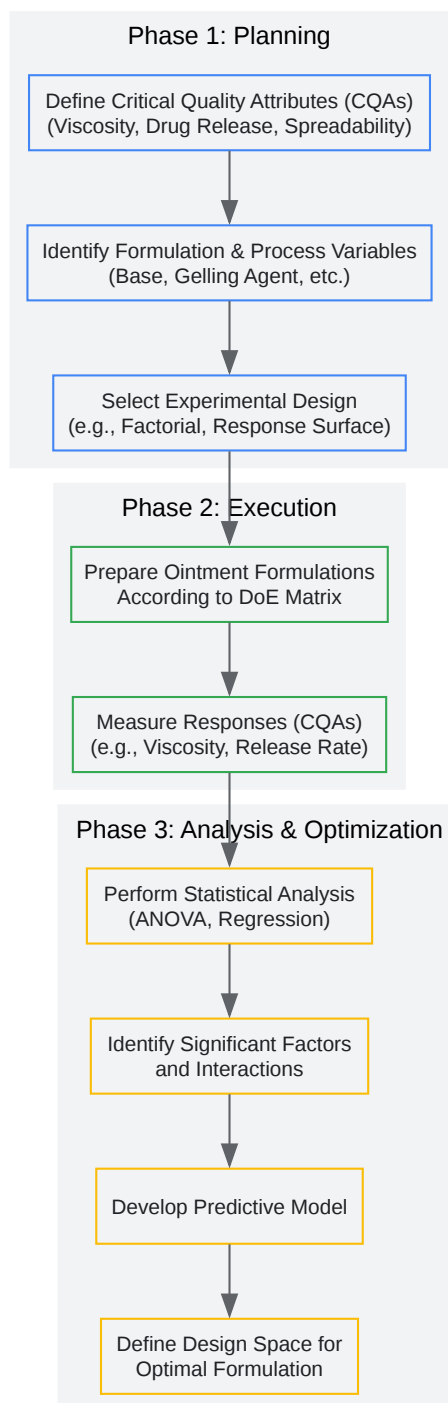 Phase 1: Planning
Define Critical Quality Attributes (CQAs)
(Viscosity, Drug Release, Spreadability)
Identify Formulation & Process Variables
(Base, Gelling Agent, etc.)
Select Experimental Design
(e.g., Factorial, Response Surface)
Phase 2: Execution
Prepare Ointment Formulations
According to DoE Matrix
Measure Responses (CQAs)
(e.g., Viscosity, Release Rate)
Phase 3: Analysis & Optimization
Perform Statistical Analysis
(ANOVA, Regression)
Identify Significant Factors
and Interactions
Develop Predictive Model
Define Design Space for
Optimal Formulation